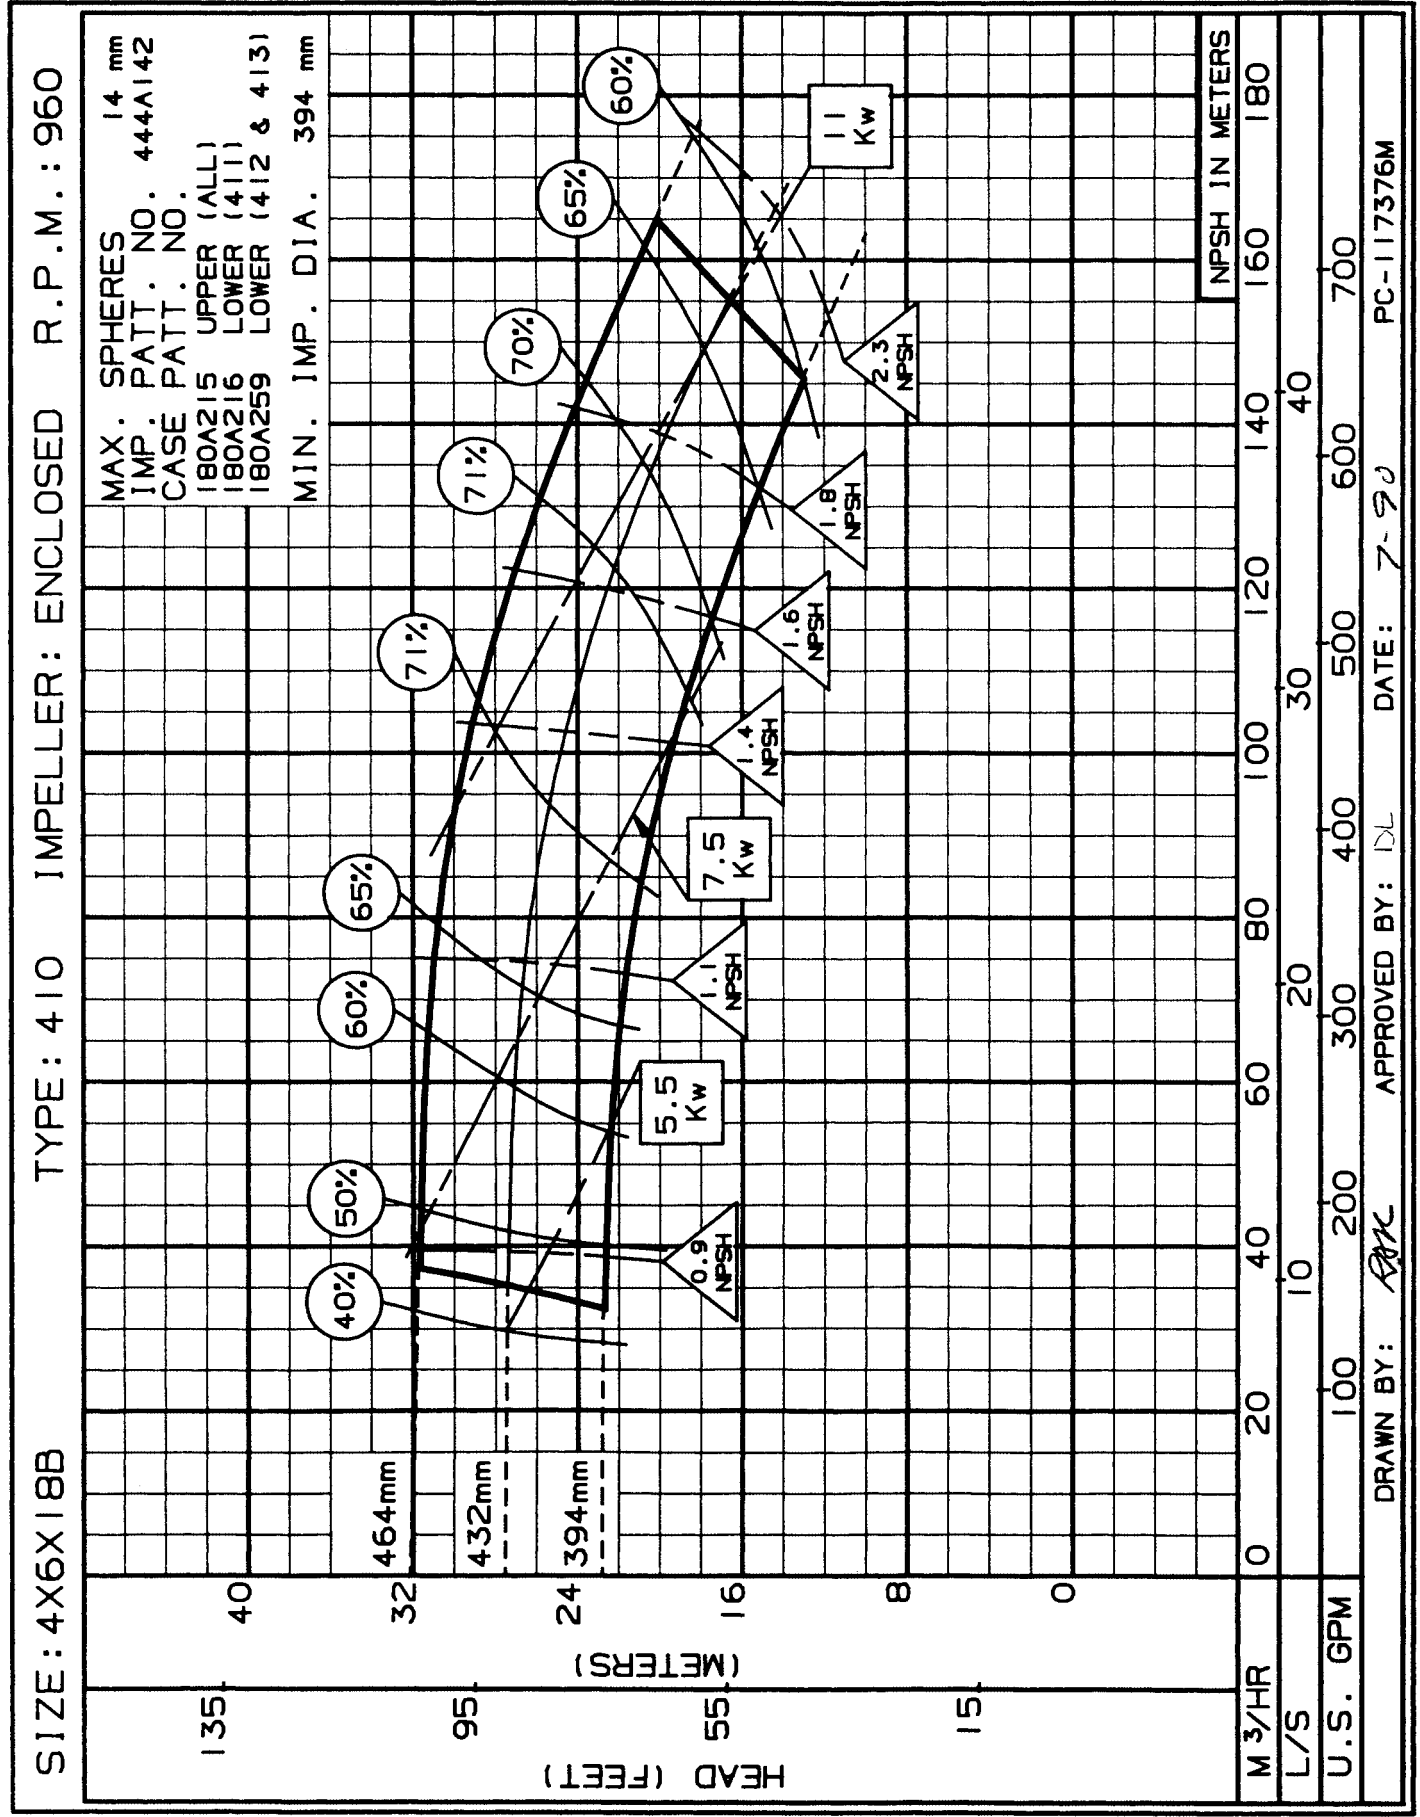 SIZE: 4X6X18B TYPE: 410 IMPELLER: ENCLOSED R.P.M.: 960
MAX. SPHERES 14 mm
IMP. PATT. NO. 444A142
CASE PATT. NO.
180A215 UPPER (ALL)
180A216 LOWER (411)
180A259 LOWER (412 & 413)
MIN. IMP. DIA. 394 mm
135
95
55
15
HEAD (FEET)
40
32
24
16
8
0
(METERS)
464mm
432mm
394mm
40%
50%
60%
65%
71%
71%
70%
65%
60%
0.9
NPSH
1.1
NPSH
1.4
NPSH
1.6
NPSH
1.8
NPSH
2.3
NPSH
5.5
Kw
7.5
Kw
11
Kw
NPSH IN METERS
M³/HR 0 20 40 60 80 100 120 140 160 180
L/S 10 20 30 40
U.S. GPM 100 200 300 400 500 600 700
DRAWN BY: APPROVED BY: DL DATE: 7-90 PC-117376M